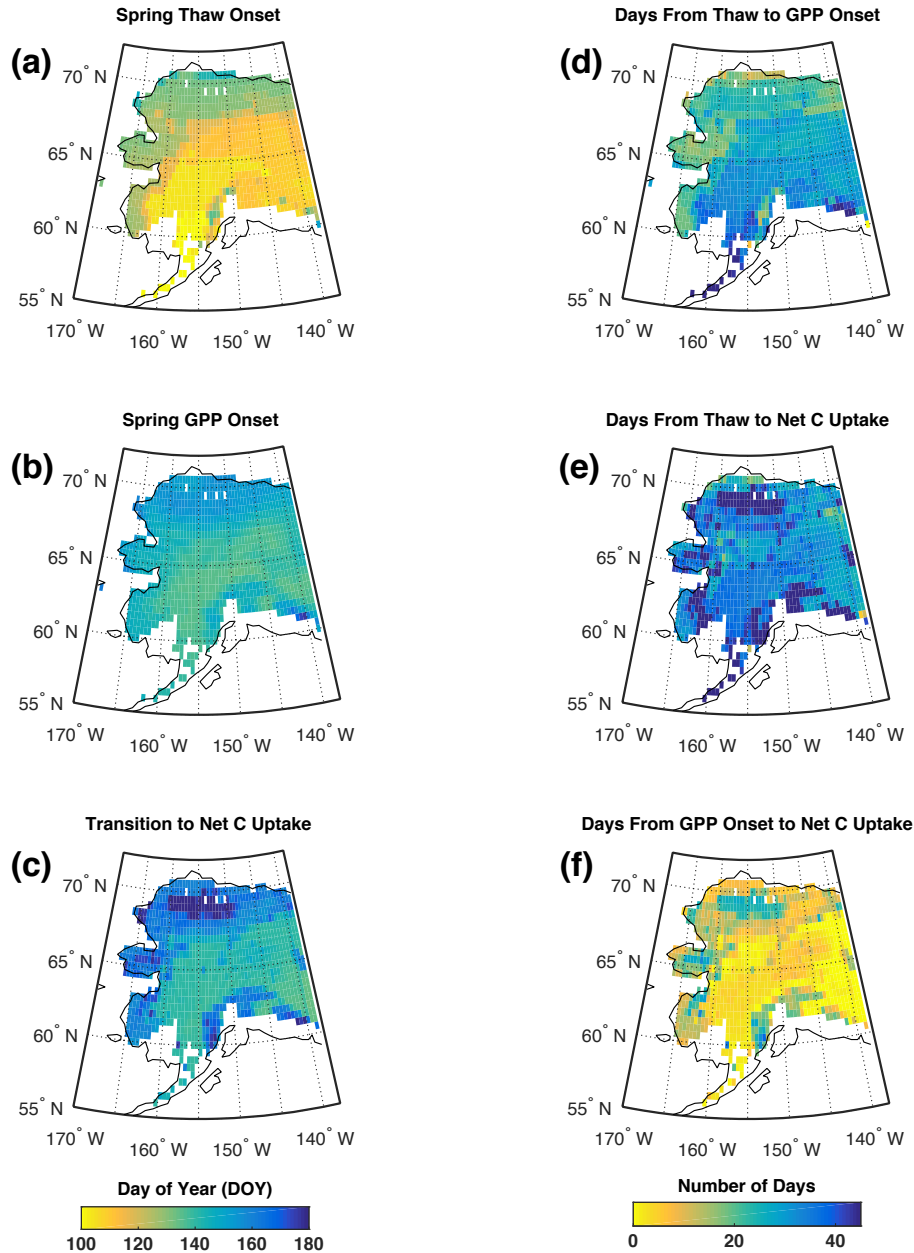 Spring Thaw Onset
(a)
70° N
65° N
60° N
55° N
170° W
160° W
150° W
140° W
Days From Thaw to GPP Onset
(d)
70° N
65° N
60° N
55° N
170° W
160° W
150° W
140° W
Spring GPP Onset
(b)
70° N
65° N
60° N
55° N
170° W
160° W
150° W
140° W
Days From Thaw to Net C Uptake
(e)
70° N
65° N
60° N
55° N
170° W
160° W
150° W
140° W
Transition to Net C Uptake
(c)
70° N
65° N
60° N
55° N
170° W
160° W
150° W
140° W
Days From GPP Onset to Net C Uptake
(f)
70° N
65° N
60° N
55° N
170° W
160° W
150° W
140° W
Day of Year (DOY)
100 120 140 160 180
Number of Days
0 20 40